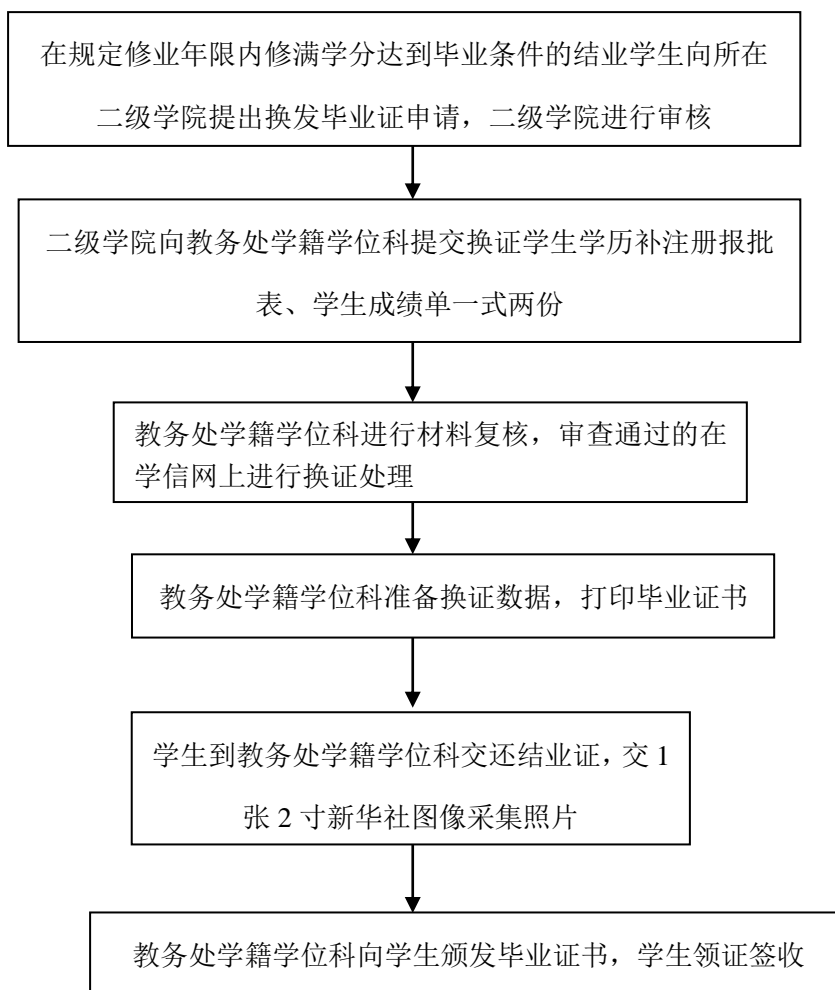 在规定修业年限内修满学分达到毕业条件的结业学生向所在
二级学院提出换发毕业证申请，二级学院进行审核
二级学院向教务处学籍学位科提交换证学生学历补注册报批
表、学生成绩单一式两份
教务处学籍学位科进行材料复核，审查通过的在
学信网上进行换证处理
教务处学籍学位科准备换证数据，打印毕业证书
学生到教务处学籍学位科交还结业证，交 1
张 2 寸新华社图像采集照片
教务处学籍学位科向学生颁发毕业证书，学生领证签收